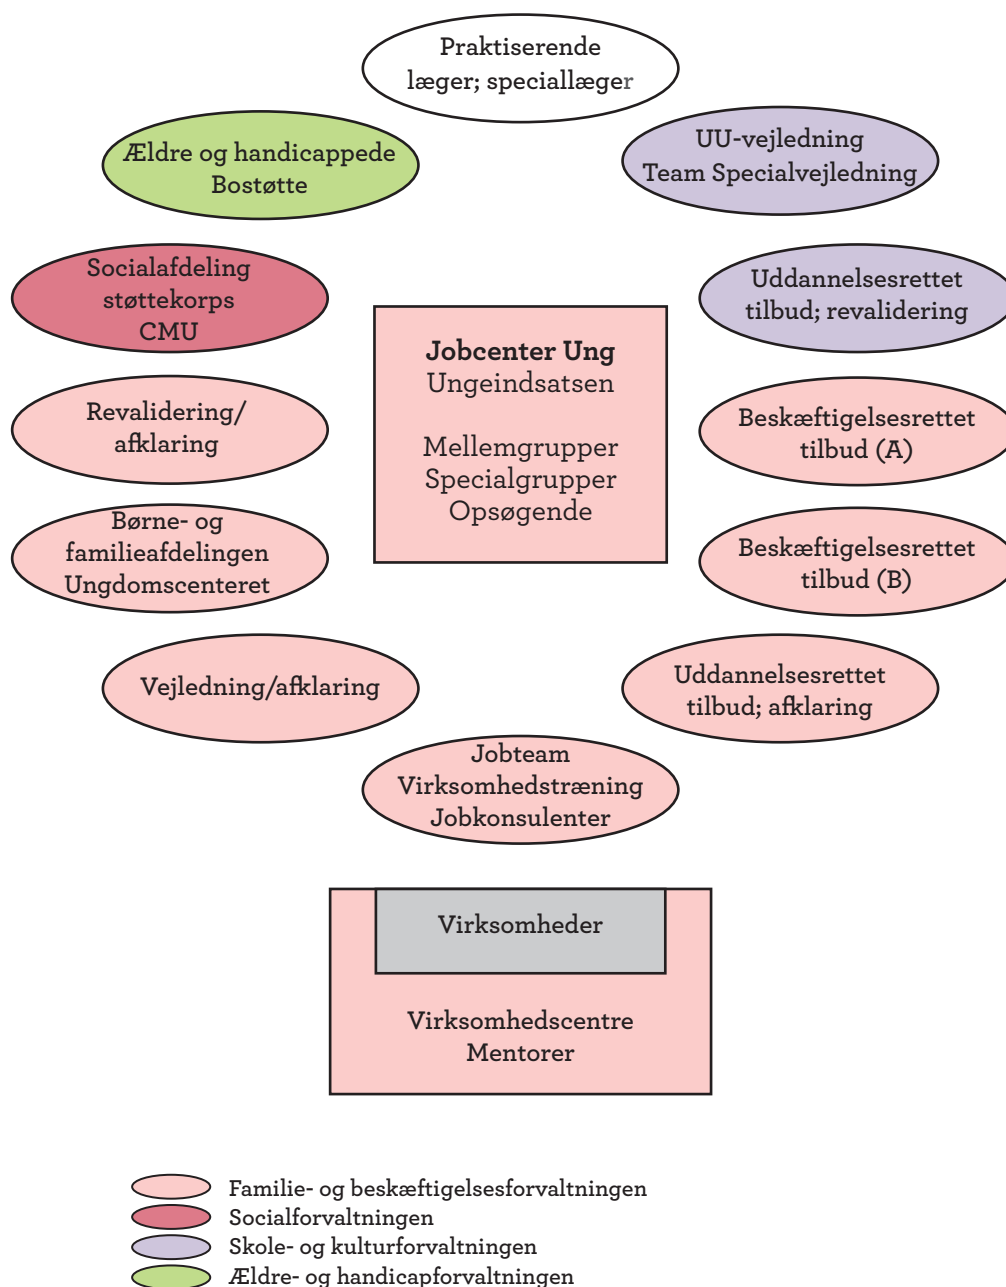 Praktiserende
læger; speciallæger
Ældre og handicappede
Bostøtte
UU-vejledning
Team Specialvejledning
Socialafdeling
støttekorps
CMU
Uddannelsesrettet
tilbud; revalidering
Jobcenter Ung
Ungeindsatsen
Mellemgrupper
Specialgrupper
Opsøgende
Revalidering/
afklaring
Beskæftigelsesrettet
tilbud (A)
Børne- og
familieafdelingen
Ungdomscenteret
Beskæftigelsesrettet
tilbud (B)
Vejledning/afklaring
Uddannelsesrettet
tilbud; afklaring
Jobteam
Virksomhedstræning
Jobkonsulenter
Virksomheder
Virksomhedscentre
Mentorer
Familie- og beskæftigelsesforvaltningen
Socialforvaltningen
Skole- og kulturforvaltningen
Ældre- og handicapforvaltningen